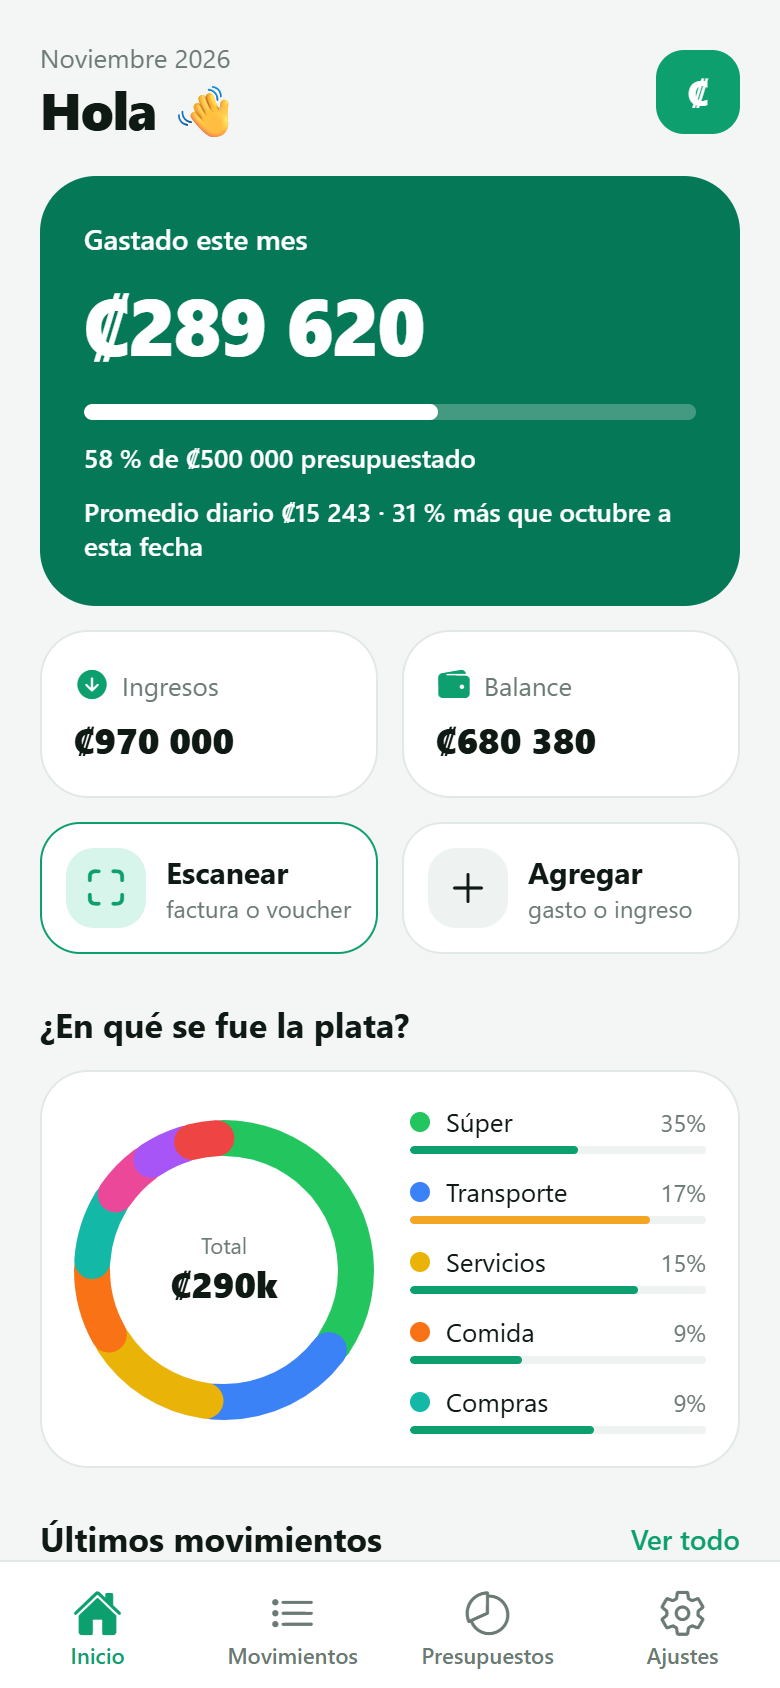 Noviembre 2026
Hola 👋
₡
Gastado este mes
₡289 620
58 % de ₡500 000 presupuestado
Promedio diario ₡15 243 · 31 % más que octubre a
esta fecha
Ingresos
₡970 000
Balance
₡680 380
Escanear
factura o voucher
Agregar
gasto o ingreso
¿En qué se fue la plata?
Total
₡290k
Súper 35%
Transporte 17%
Servicios 15%
Comida 9%
Compras 9%
Últimos movimientos
Ver todo
Inicio
Movimientos
Presupuestos
Ajustes